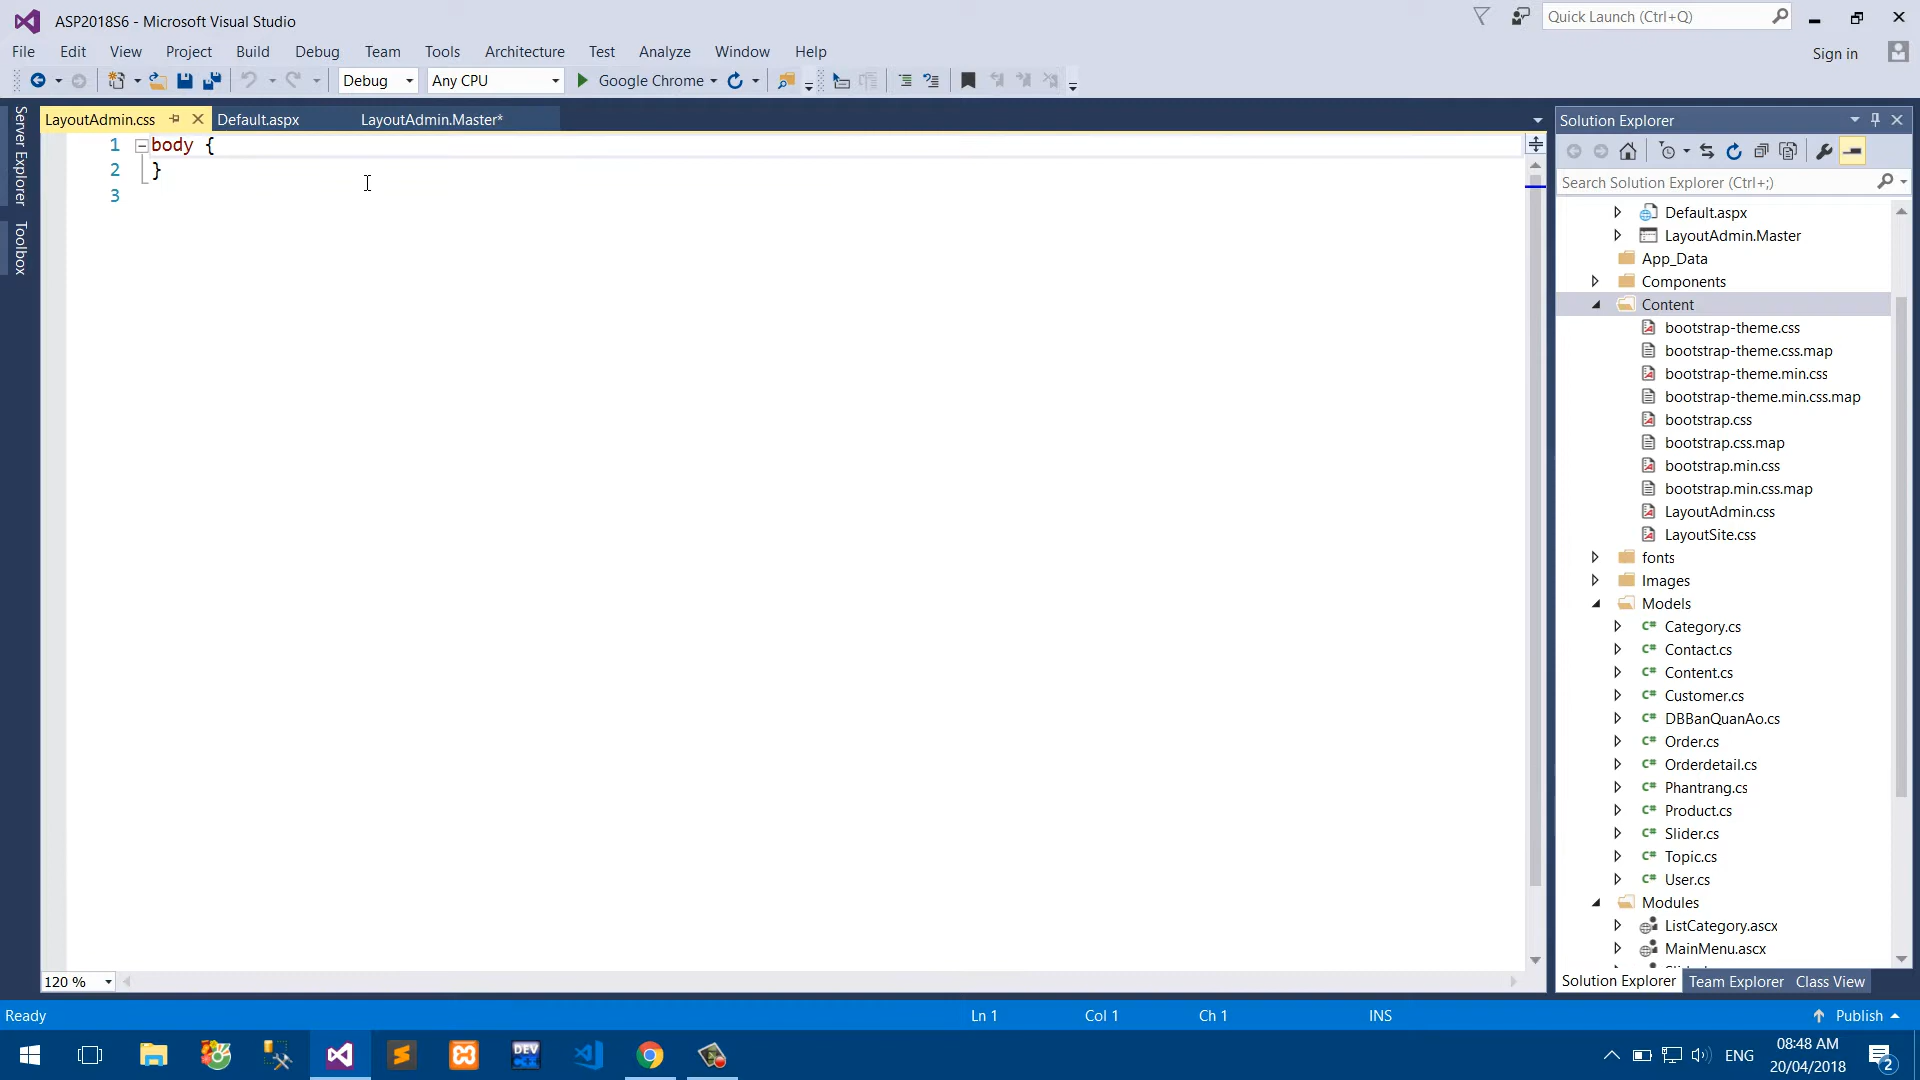 ASP2018S6 - Microsoft Visual Studio
Quick Launch (Ctrl+Q)
File Edit View Project Build Debug Team Tools Architecture Test Analyze Window Help
Sign in
Debug Any CPU Google Chrome
Server Explorer
Toolbox
LayoutAdmin.css Default.aspx LayoutAdmin.Master*
1 body {
2 }
3
120 %
Solution Explorer
Search Solution Explorer (Ctrl+;)
Default.aspx
LayoutAdmin.Master
App_Data
Components
Content
bootstrap-theme.css
bootstrap-theme.css.map
bootstrap-theme.min.css
bootstrap-theme.min.css.map
bootstrap.css
bootstrap.css.map
bootstrap.min.css
bootstrap.min.css.map
LayoutAdmin.css
LayoutSite.css
fonts
Images
Models
Category.cs
Contact.cs
Content.cs
Customer.cs
DBBanQuanAo.cs
Order.cs
Orderdetail.cs
Phantrang.cs
Product.cs
Slider.cs
Topic.cs
User.cs
Modules
ListCategory.ascx
MainMenu.ascx
Solution Explorer Team Explorer Class View
Ready Ln 1 Col 1 Ch 1 INS Publish
DEV
ENG
08:48 AM
20/04/2018
2